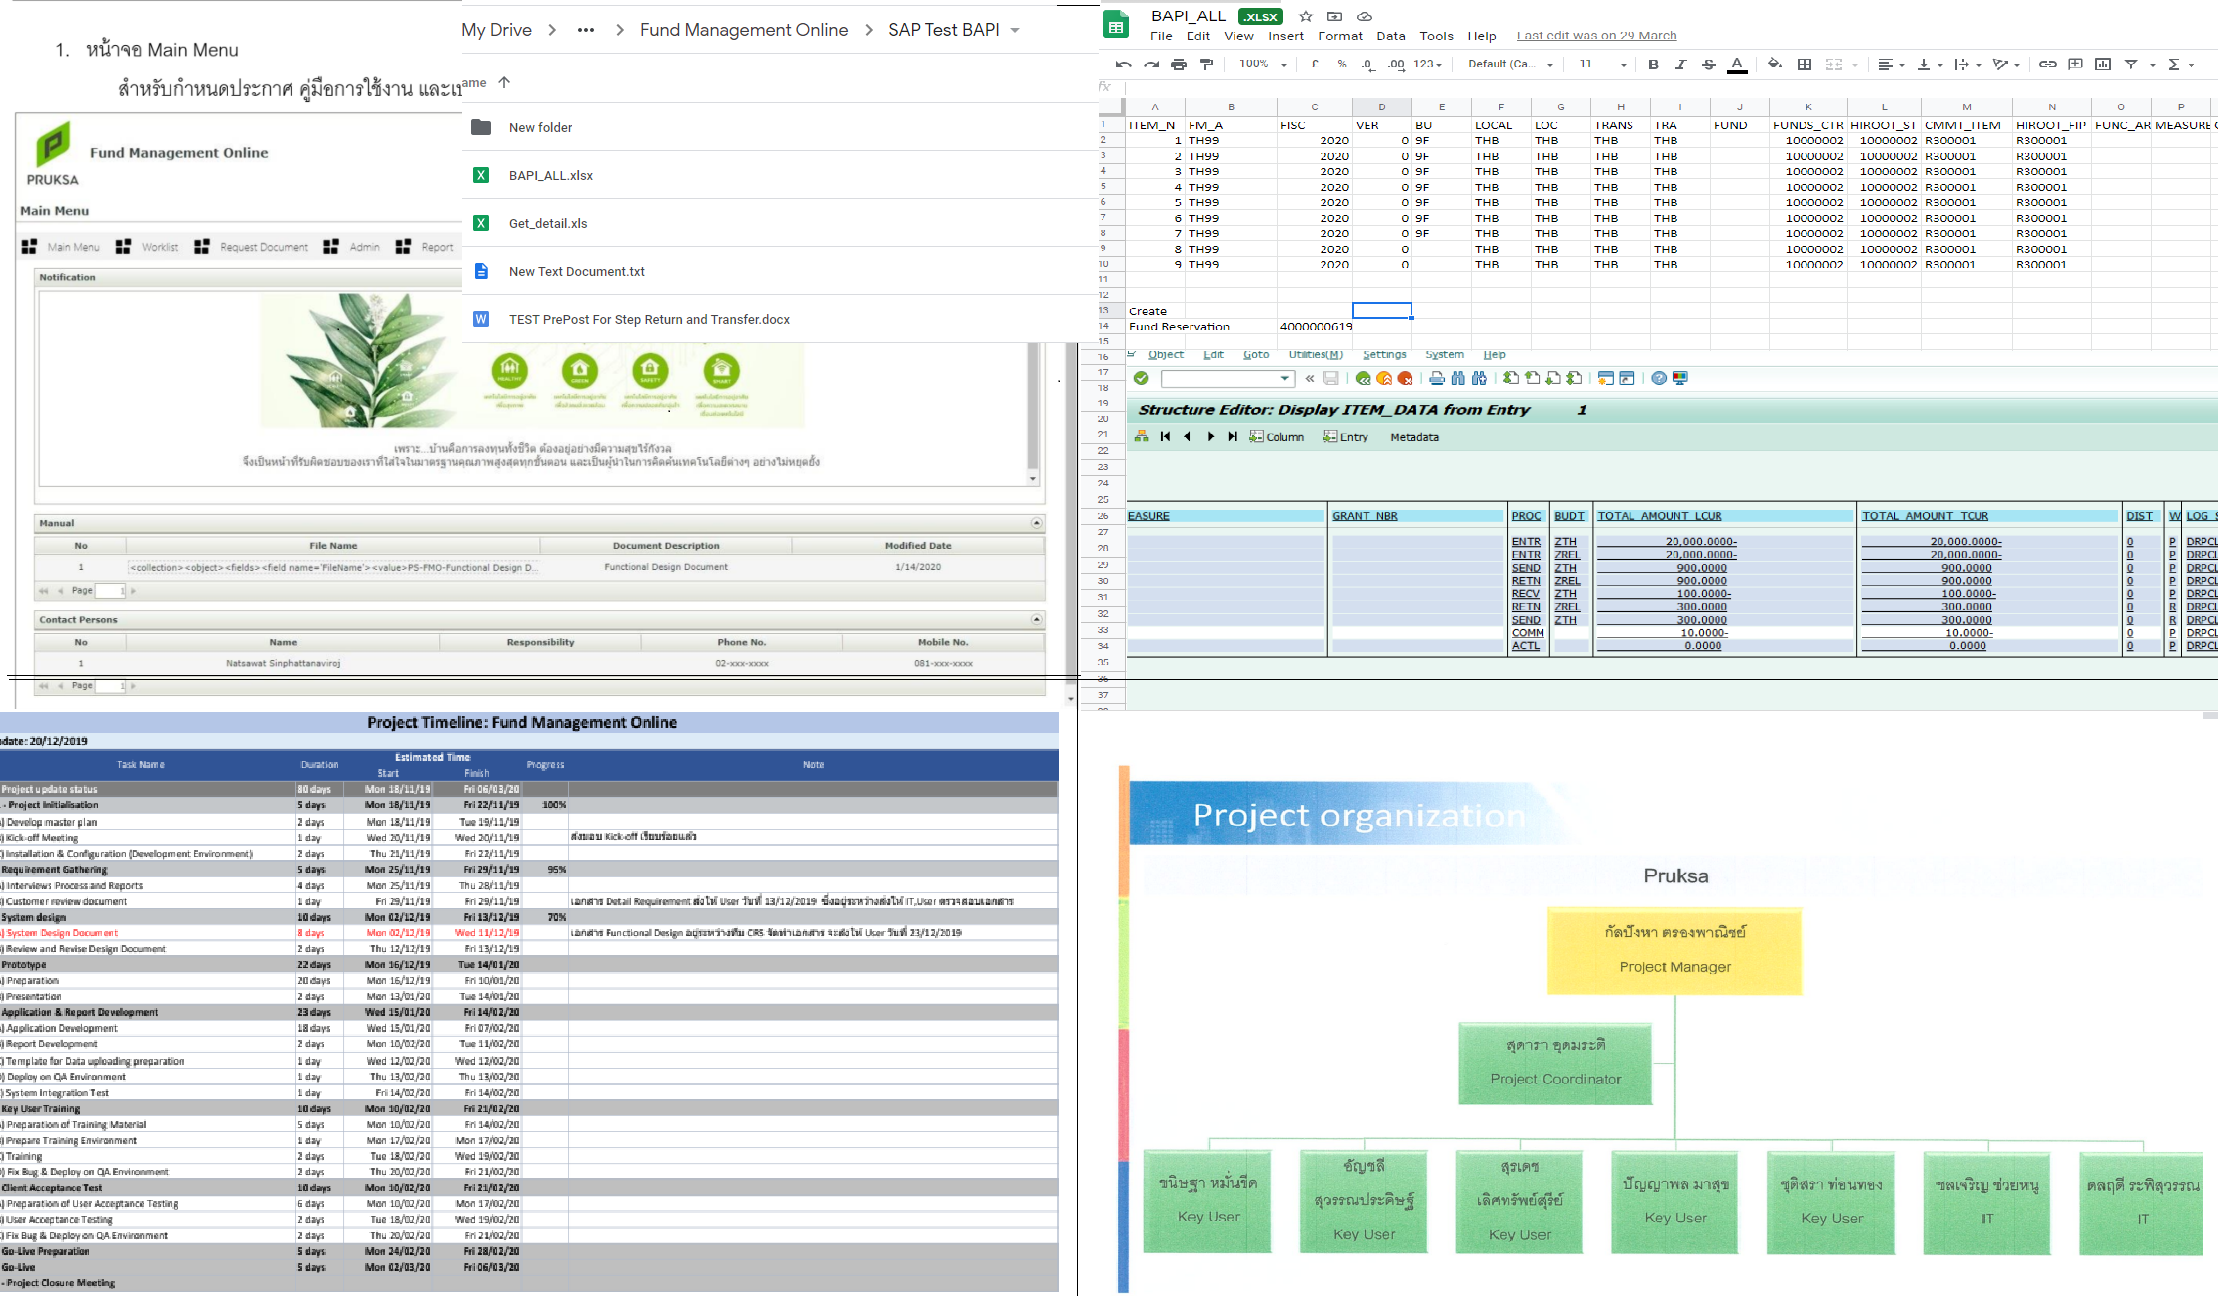 1. หน้าจอ Main Menu
สำหรับกำหนดประกาศ คู่มือการใช้งาน และเบ
PRUKSA
Fund Management Online
Main Menu
Main Menu Worklist Request Document Admin Report
Notification
เพราะ...บ้านคือการลงทุนทั้งชีวิต ต้องอยู่อย่างมีความสุขไร้กังวล
จึงเป็นหน้าที่รับผิดชอบของเราที่ใส่ใจในมาตรฐานคุณภาพสูงสุดทุกขั้นตอน และเป็นผู้นำในการคิดค้นเทคโนโลยีต่างๆ อย่างไม่หยุดยั้ง
HEALTHY GREEN SAFETY SMART
Manual
No File Name Document Description Modified Date
1 <collection><object><fields><field name='FileName'><value>PS-FMO-Functional Design D... Functional Design Document 1/14/2020
Page 1
Contact Persons
No Name Responsibility Phone No. Mobile No.
1 Natsawat Sinphattanaviroj 02-xxx-xxxx 081-xxx-xxxx
Page 1
My Drive > ... > Fund Management Online > SAP Test BAPI
ame ↑
New folder
BAPI_ALL.xlsx
Get_detail.xls
New Text Document.txt
TEST PrePost For Step Return and Transfer.docx
BAPI_ALL .XLSX
File Edit View Insert Format Data Tools Help Last edit was on 29 March
100% £ % .0 .00 123 Default (Ca... 11 B I S A
fx
A B C D E F G H I J K L M N O P
1 ITEM_N FM_A FISC VER BU LOCAL LOC TRANS TRA FUND FUNDS_CTR HIROOT_ST CMMT_ITEM HIROOT_FIP FUNC_AR MEASURE
2 1 TH99 2020 0 9F THB THB THB THB 10000002 10000002 R300001 R300001
3 2 TH99 2020 0 9F THB THB THB THB 10000002 10000002 R300001 R300001
4 3 TH99 2020 0 9F THB THB THB THB 10000002 10000002 R300001 R300001
5 4 TH99 2020 0 9F THB THB THB THB 10000002 10000002 R300001 R300001
6 5 TH99 2020 0 9F THB THB THB THB 10000002 10000002 R300001 R300001
7 6 TH99 2020 0 9F THB THB THB THB 10000002 10000002 R300001 R300001
8 7 TH99 2020 0 9F THB THB THB THB 10000002 10000002 R300001 R300001
9 8 TH99 2020 0 THB THB THB THB 10000002 10000002 R300001 R300001
10 9 TH99 2020 0 THB THB THB THB 10000002 10000002 R300001 R300001
11
12
13 Create
14 Fund Reservation 4000000619
15
16 Object Edit Goto Utilities(M) Settings System Help
17
18
19 Structure Editor: Display ITEM_DATA from Entry 1
20
21 Column Entry Metadata
22
23
24
25
26 EASURE GRANT_NBR PROC BUDT TOTAL_AMOUNT_LCUR TOTAL_AMOUNT_TCUR DIST W LOG_S
27 ENTR ZTH 20,000.0000- 20,000.0000- 0 P DRPCL
28 ENTR ZREL 20,000.0000- 20,000.0000- 0 P DRPCL
29 SEND ZTH 900.0000 900.0000 0 P DRPCL
30 RETN ZREL 900.0000 900.0000 0 P DRPCL
31 RECV ZTH 100.0000- 100.0000- 0 P DRPCL
32 RETN ZREL 300.0000 300.0000 0 R DRPCL
SEND ZTH 300.0000 300.0000 0 R DRPCL
33 COMM 10.0000- 10.0000- 0 P DRPCL
34 ACTL 0.0000 0.0000 0 P DRPCL
35
36
37
Project Timeline: Fund Management Online
date: 20/12/2019
Task Name Duration Estimated Time Progress Note
Start Finish
Project update status 80 days Mon 18/11/19 Fri 06/03/20
- Project Initialisation 5 days Mon 18/11/19 Fri 22/11/19 100%
) Develop master plan 2 days Mon 18/11/19 Tue 19/11/19
) Kick-off Meeting 1 day Wed 20/11/19 Wed 20/11/19 ส่งมอบ Kick-off เรียบร้อยแล้ว
) Installation & Configuration (Development Environment) 2 days Thu 21/11/19 Fri 22/11/19
Requirement Gathering 5 days Mon 25/11/19 Fri 29/11/19 95%
) Interviews Process and Reports 4 days Mon 25/11/19 Thu 28/11/19
) Customer review document 1 day Fri 29/11/19 Fri 29/11/19 เอกสาร Detail Requirement ส่งให้ User วันที่ 13/12/2019 ซึ่งอยู่ระหว่างส่งให้ IT,User ตรวจสอบเอกสาร
System design 10 days Mon 02/12/19 Fri 13/12/19 70%
) System Design Document 8 days Mon 02/12/19 Wed 11/12/19 เอกสาร Functional Design อยู่ระหว่างทีม CRS จัดทำเอกสาร จะส่งให้ User วันที่ 23/12/2019
) Review and Revise Design Document 2 days Thu 12/12/19 Fri 13/12/19
Prototype 22 days Mon 16/12/19 Tue 14/01/20
) Preparation 20 days Mon 16/12/19 Fri 10/01/20
) Presentation 2 days Mon 13/01/20 Tue 14/01/20
Application & Report Development 23 days Wed 15/01/20 Fri 14/02/20
) Application Development 18 days Wed 15/01/20 Fri 07/02/20
) Report Development 2 days Mon 10/02/20 Tue 11/02/20
) Template for Data uploading preparation 1 day Wed 12/02/20 Wed 12/02/20
) Deploy on QA Environment 1 day Thu 13/02/20 Thu 13/02/20
) System Integration Test 1 day Fri 14/02/20 Fri 14/02/20
Key User Training 10 days Mon 10/02/20 Fri 21/02/20
) Preparation of Training Material 5 days Mon 10/02/20 Fri 14/02/20
) Prepare Training Environment 1 day Mon 17/02/20 Mon 17/02/20
) Training 2 days Tue 18/02/20 Wed 19/02/20
) Fix Bug & Deploy on QA Environment 2 days Thu 20/02/20 Fri 21/02/20
Client Acceptance Test 10 days Mon 10/02/20 Fri 21/02/20
) Preparation of User Acceptance Testing 6 days Mon 10/02/20 Mon 17/02/20
) User Acceptance Testing 2 days Tue 18/02/20 Wed 19/02/20
) Fix Bug & Deploy on QA Environment 2 days Thu 20/02/20 Fri 21/02/20
Go-Live Preparation 5 days Mon 24/02/20 Fri 28/02/20
Go-Live 5 days Mon 02/03/20 Fri 06/03/20
- Project Closure Meeting
Project organization
Pruksa
กัลปังหา ตรองพาณิชย์
Project Manager
สุดารา อุดมระติ
Project Coordinator
ขนิษฐา หมั่นขีด
Key User
อัญชลี
สุวรรณประดิษฐ์
Key User
สุรเดช
เลิศทรัพย์สุรีย์
Key User
ปัญญาพล มาสุข
Key User
ชุติสรา ท่อนทอง
Key User
ชลเจริญ ช่วยหนู
IT
ดลฤดี ระพิสุวรรณ
IT